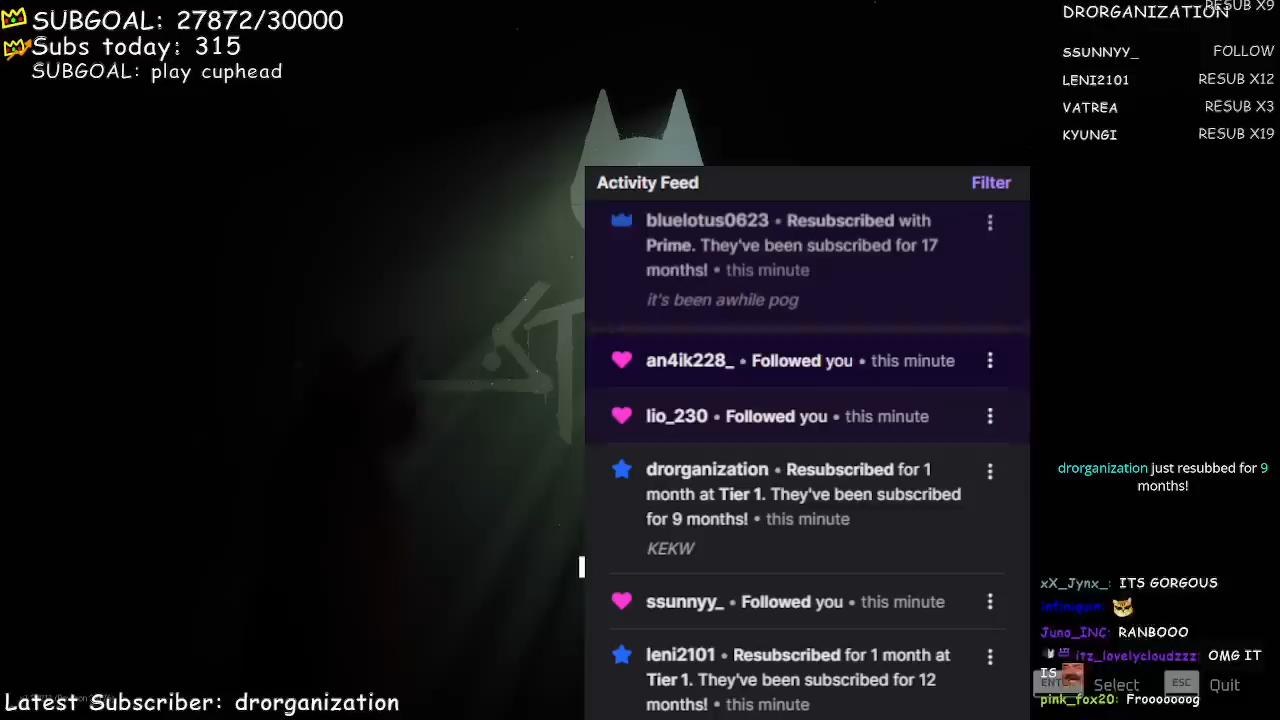 SUBGOAL: 27872/30000
Subs today: 315
SUBGOAL: play cuphead
RESUB X9
DRORGANIZATION
SSUNNYY_ FOLLOW
LENI2101 RESUB X12
VATREA RESUB X3
KYUNGI RESUB X19
Activity Feed Filter
bluelotus0623 • Resubscribed with
Prime. They've been subscribed for 17
months! • this minute
it's been awhile pog
an4ik228_ • Followed you • this minute
lio_230 • Followed you • this minute
drorganization • Resubscribed for 1
month at Tier 1. They've been subscribed
for 9 months! • this minute
KEKW
ssunnyy_ • Followed you • this minute
leni2101 • Resubscribed for 1 month at
Tier 1. They've been subscribed for 12
months! • this minute
drorganization just resubbed for 9
months!
xX_Jynx_: ITS GORGOUS
Juno_INC: RANBOOO
itz_lovelycloudzzz: OMG IT
IS
ENTER Select ESC Quit
pink_fox20: Frooooooog
Latest Subscriber: drorganization